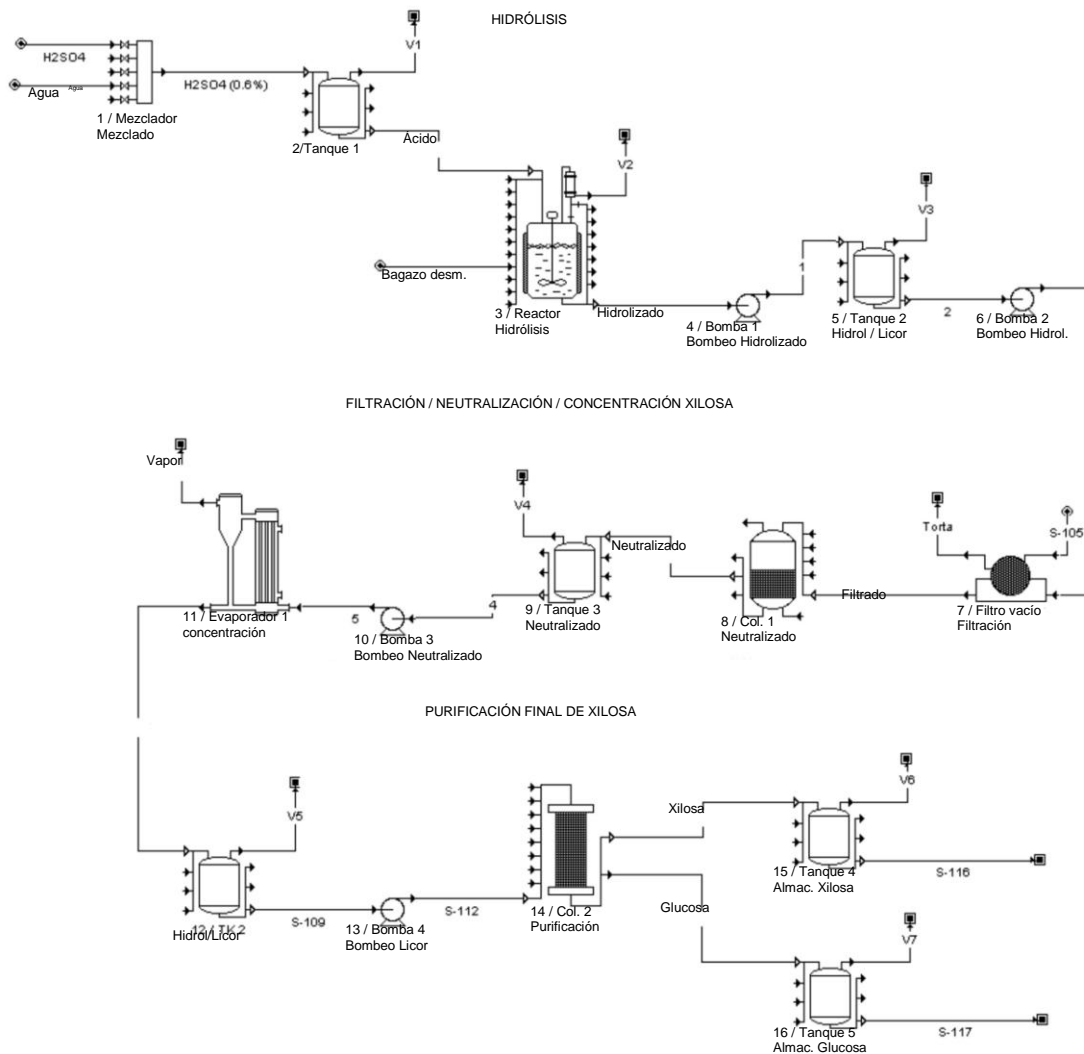 HIDRÓLISIS
H2SO4
Agua
Agua
1 / Mezclador
Mezclado
H2SO4 (0.6%)
V1
2/Tanque 1
Ácido
V2
Bagazo desm.
3 / Reactor
Hidrólisis
Hidrolizado
4 / Bomba 1
Bombeo Hidrolizado
1
V3
5 / Tanque 2
Hidrol / Licor
2
6 / Bomba 2
Bombeo Hidrol.
FILTRACIÓN / NEUTRALIZACIÓN / CONCENTRACIÓN XILOSA
Vapor
11 / Evaporador 1
concentración
5
10 / Bomba 3
Bombeo Neutralizado
4
V4
9 / Tanque 3
Neutralizado
Neutralizado
8 / Col. 1
Neutralizado
Filtrado
Torta
S-105
7 / Filtro vacío
Filtración
PURIFICACIÓN FINAL DE XILOSA
V5
12 / TK 2
Hidrol/Licor
S-109
13 / Bomba 4
Bombeo Licor
S-112
14 / Col. 2
Purificación
Xilosa
Glucosa
V6
15 / Tanque 4
Almac. Xilosa
S-116
V7
16 / Tanque 5
Almac. Glucosa
S-117